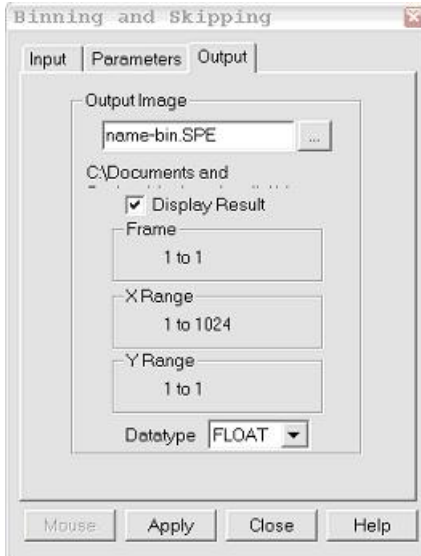 Binning and Skipping
Input Parameters Output
Output Image
name-bin.SPE ...
C:\Documents and
Display Result
Frame
1 to 1
X Range
1 to 1024
Y Range
1 to 1
Datatype FLOAT
Mouse Apply Close Help